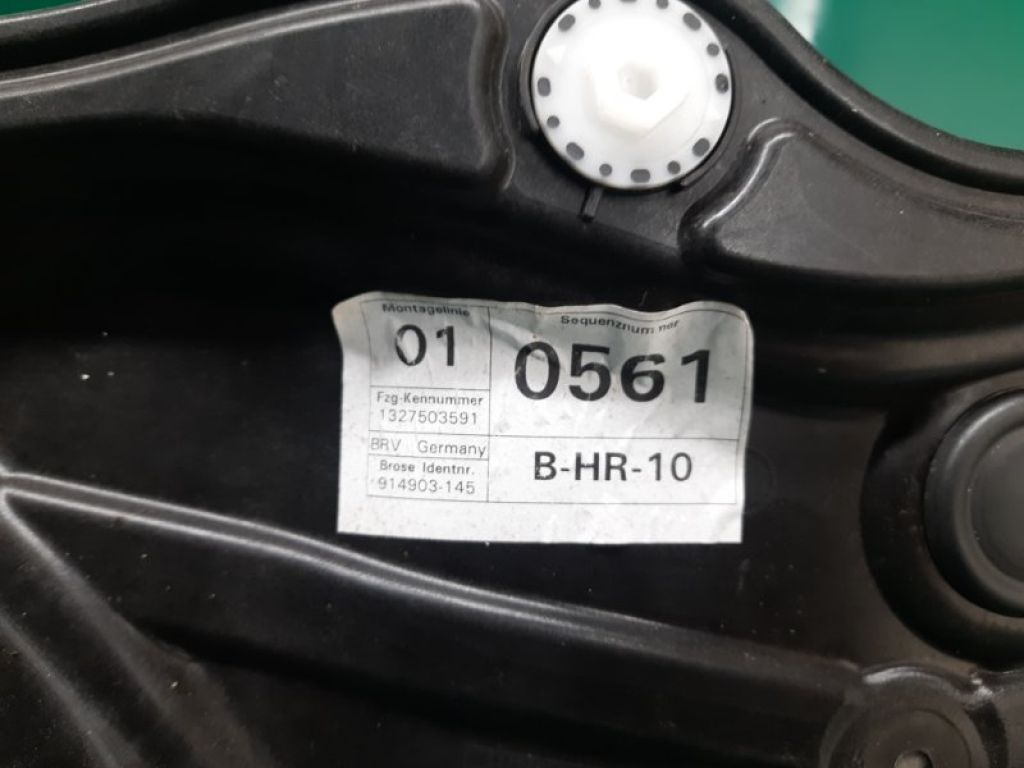 Montagelinie
01
Sequenznummer
0561
Fzg-Kennummer
1327503591
BRV Germany
Brose Identnr.
914903-145
B-HR-10